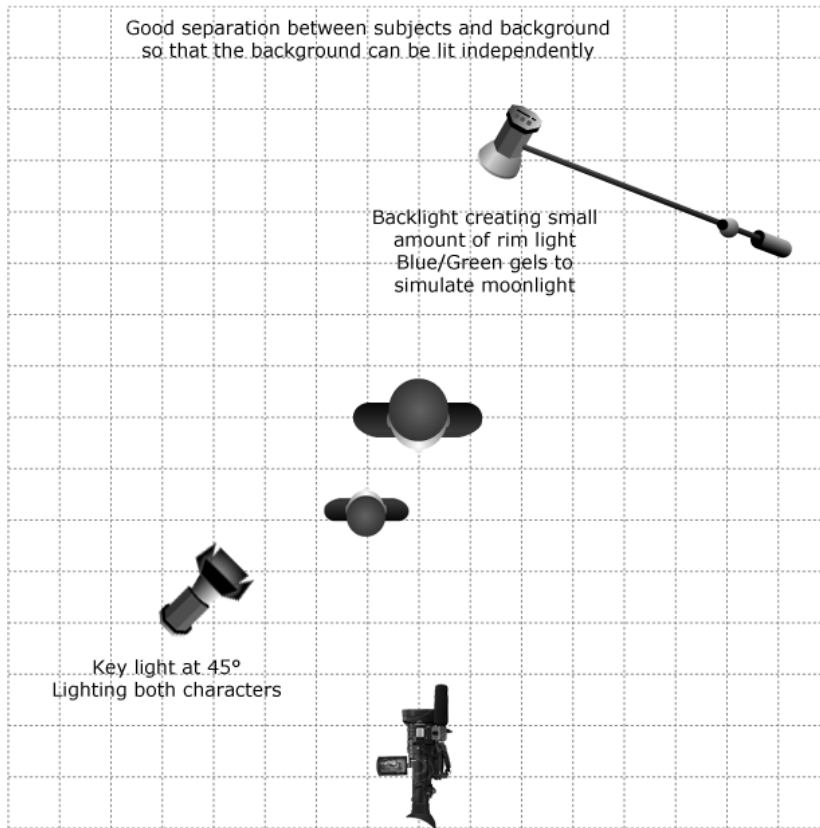 Good separation between subjects and background
so that the background can be lit independently
Backlight creating small
amount of rim light
Blue/Green gels to
simulate moonlight
Key light at 45°
Lighting both characters